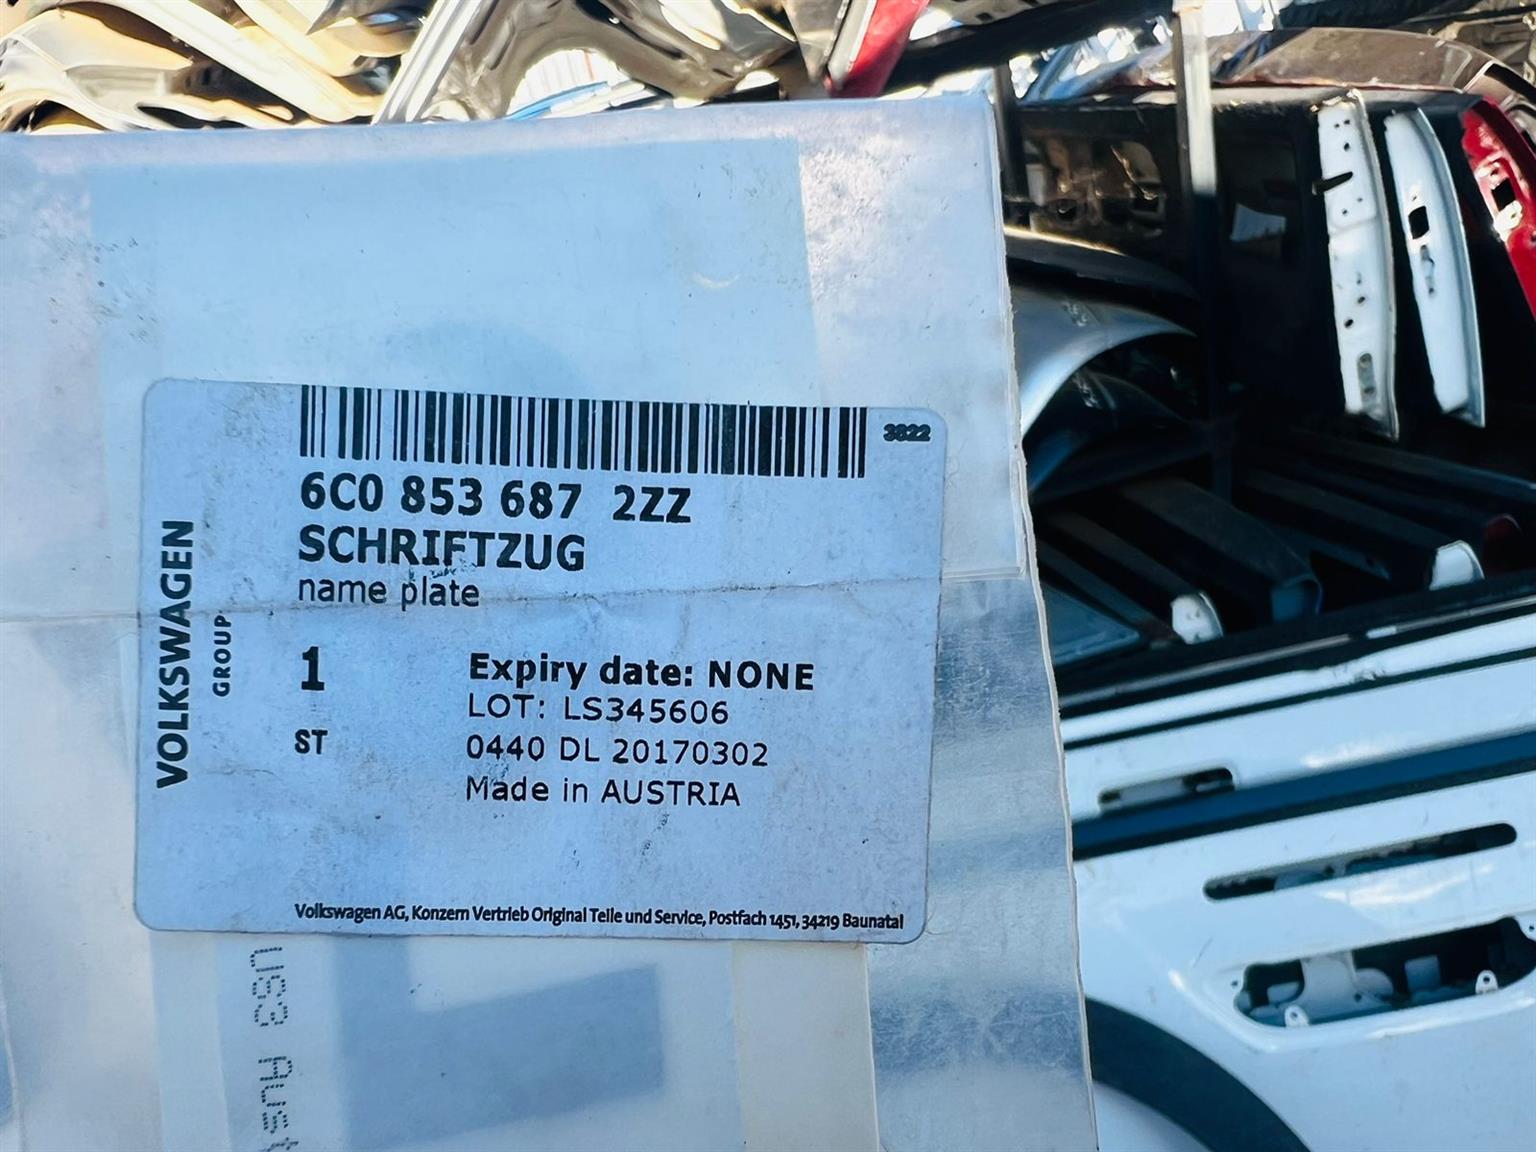 3822
6C0 853 687 2ZZ
SCHRIFTZUG
name plate
VOLKSWAGEN
GROUP
1
ST
Expiry date: NONE
LOT: LS345606
0440 DL 20170302
Made in AUSTRIA
Volkswagen AG, Konzern Vertrieb Original Teile und Service, Postfach 1451, 34219 Baunatal